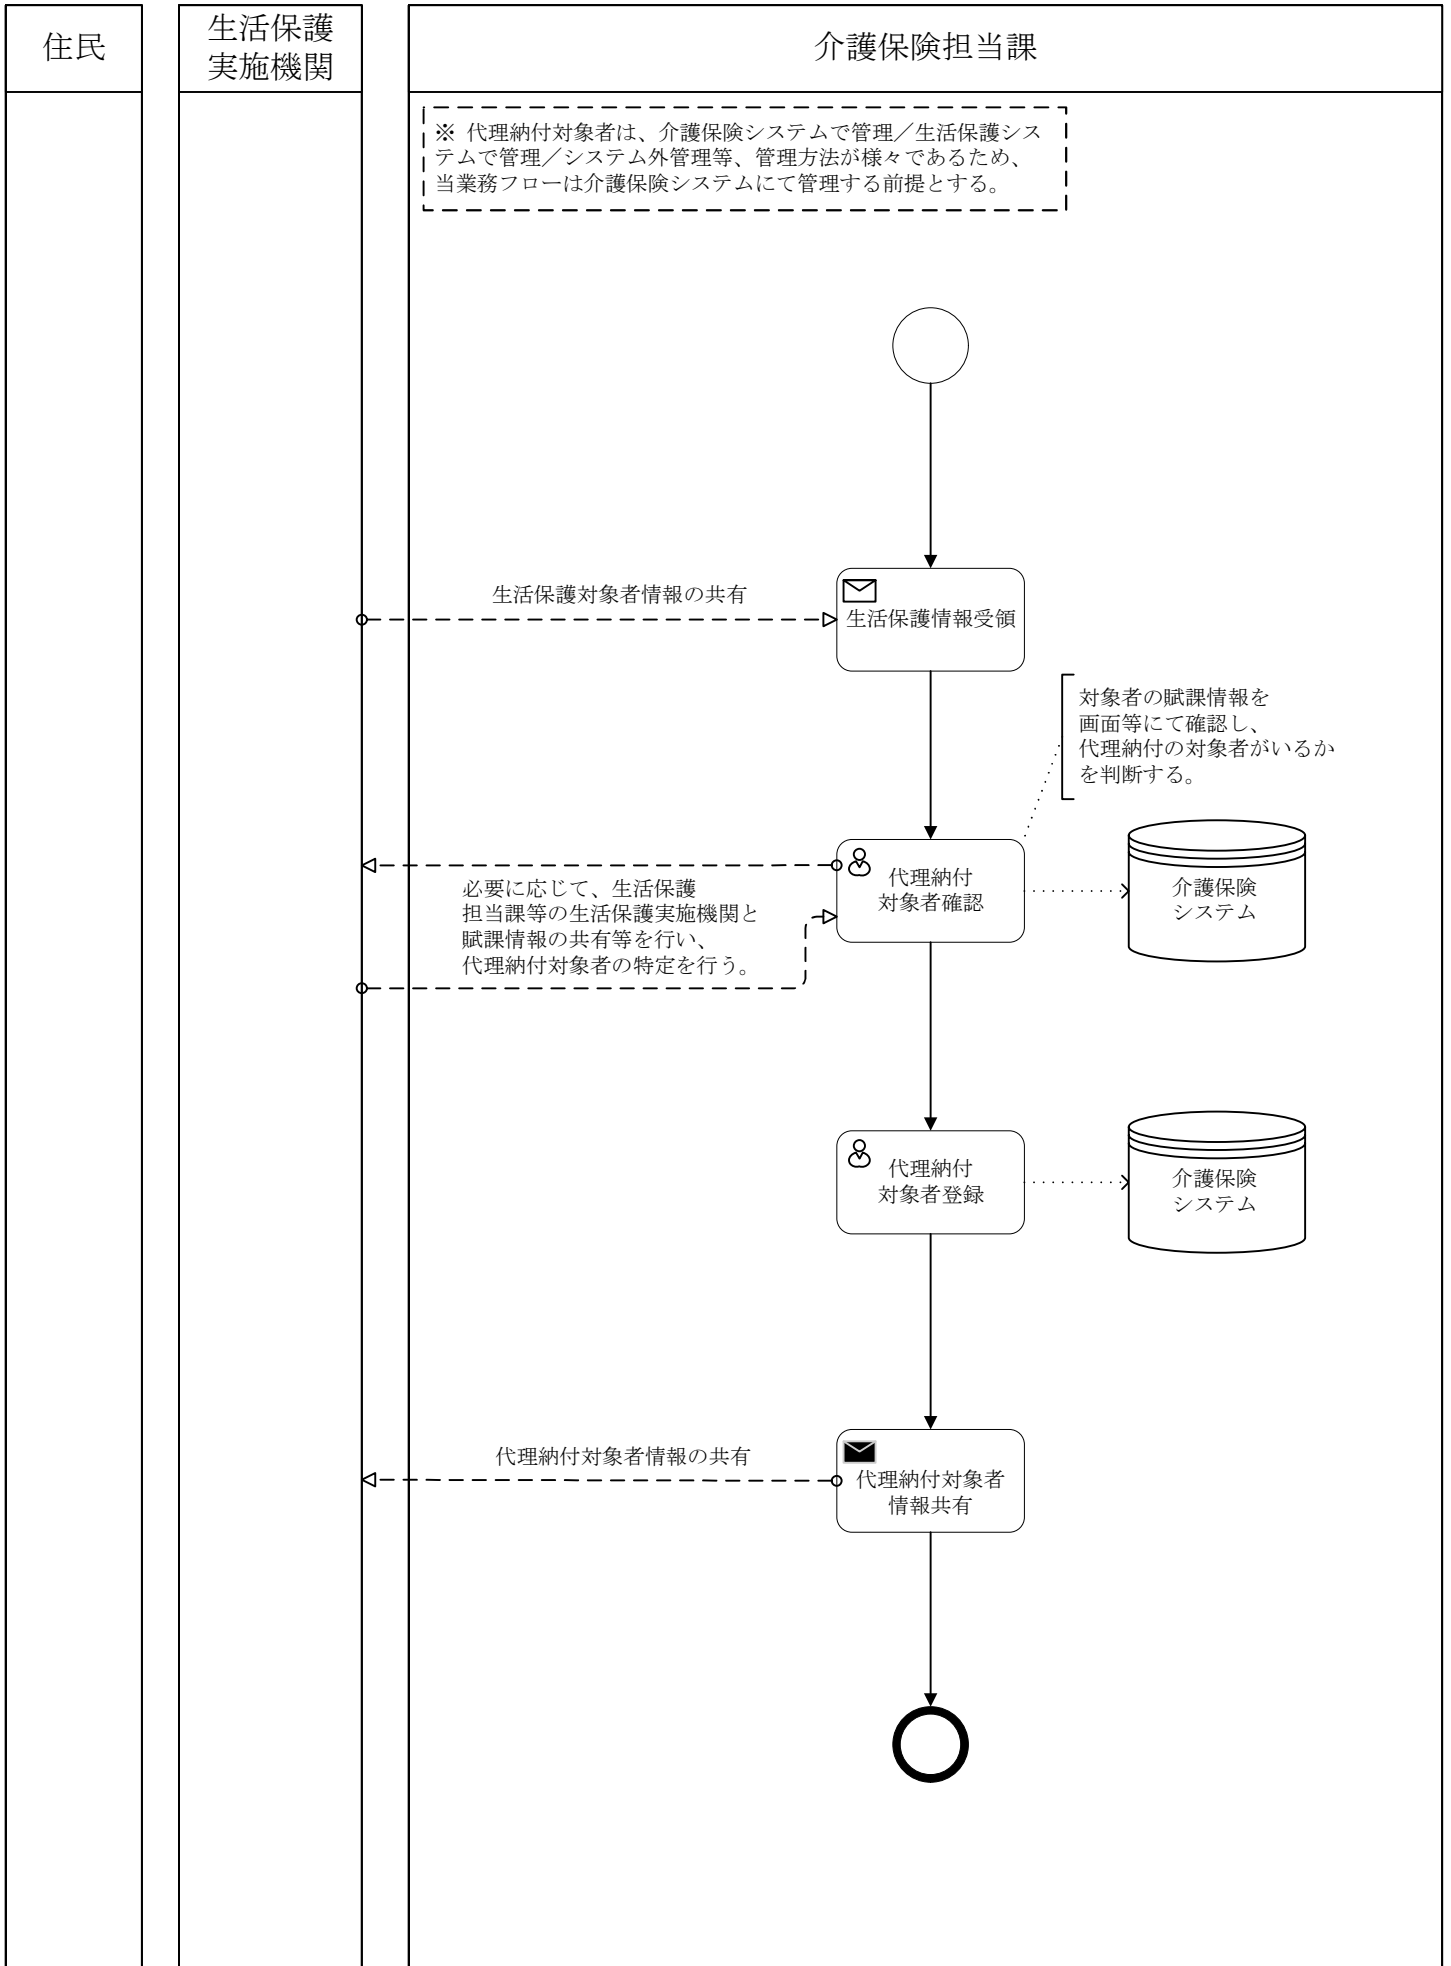 住民
生活保護
実施機関
介護保険担当課
※ 代理納付対象者は、介護保険システムで管理／生活保護シス
テムで管理／システム外管理等、管理方法が様々であるため、
当業務フローは介護保険システムにて管理する前提とする。
生活保護対象者情報の共有
生活保護情報受領
対象者の賦課情報を
画面等にて確認し、
代理納付の対象者がいるか
を判断する。
代理納付
対象者確認
介護保険
システム
必要に応じて、生活保護
担当課等の生活保護実施機関と
賦課情報の共有等を行い、
代理納付対象者の特定を行う。
代理納付
対象者登録
介護保険
システム
代理納付対象者情報の共有
代理納付対象者
情報共有